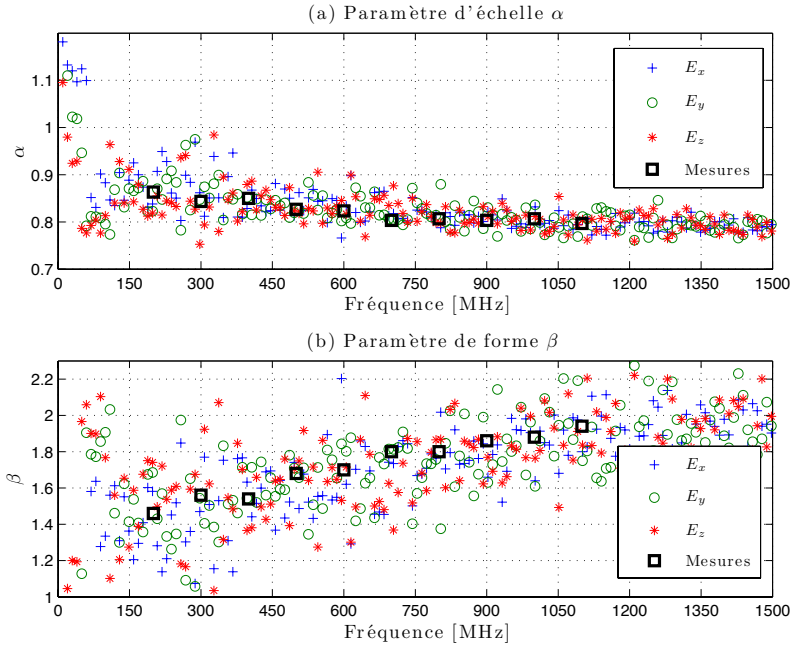 (a) Paramètre d'échelle α
1.1
1
0.9
0.8
0.7
α
0 150 300 450 600 750 900 1050 1200 1350 1500
Fréquence [MHz]
E_x
E_y
E_z
Mesures
(b) Paramètre de forme β
2.2
2
1.8
1.6
1.4
1.2
1
β
0 150 300 450 600 750 900 1050 1200 1350 1500
Fréquence [MHz]
E_x
E_y
E_z
Mesures